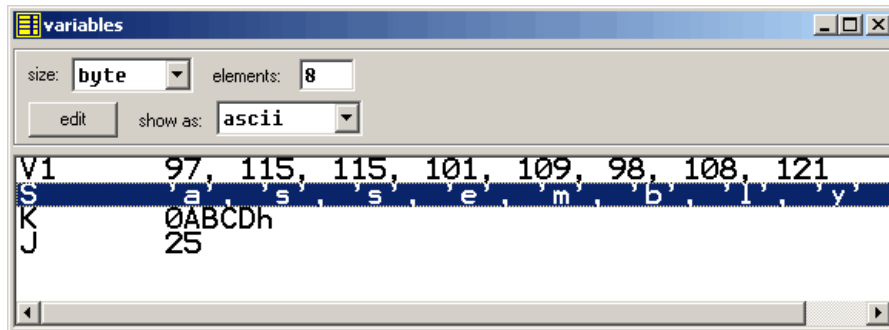 variables
size: byte elements: 8
edit show as: ascii
V1 97, 115, 115, 101, 109, 98, 108, 121
S 'a', 's', 's', 'e', 'm', 'b', 'l', 'y'
K 0ABCDh
J 25